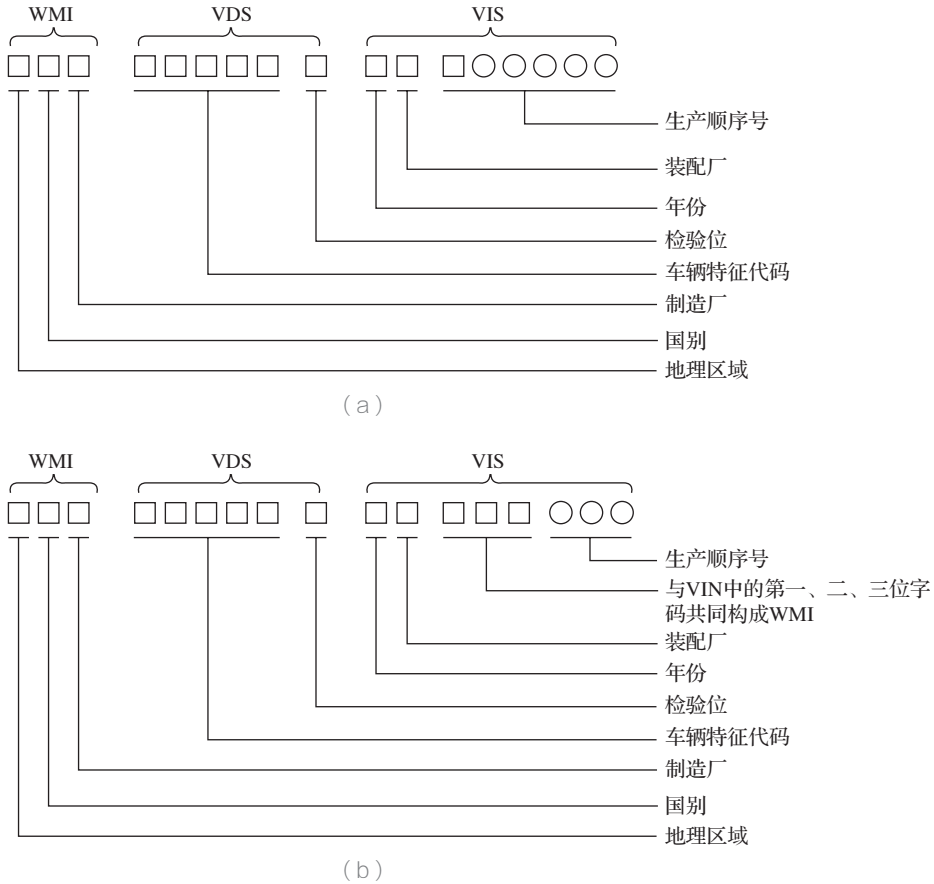 WMI VDS VIS
生产顺序号
装配厂
年份
检验位
车辆特征代码
制造厂
国别
地理区域
(a)
WMI VDS VIS
生产顺序号
与VIN中的第一、二、三位字
码共同构成WMI
装配厂
年份
检验位
车辆特征代码
制造厂
国别
地理区域
(b)